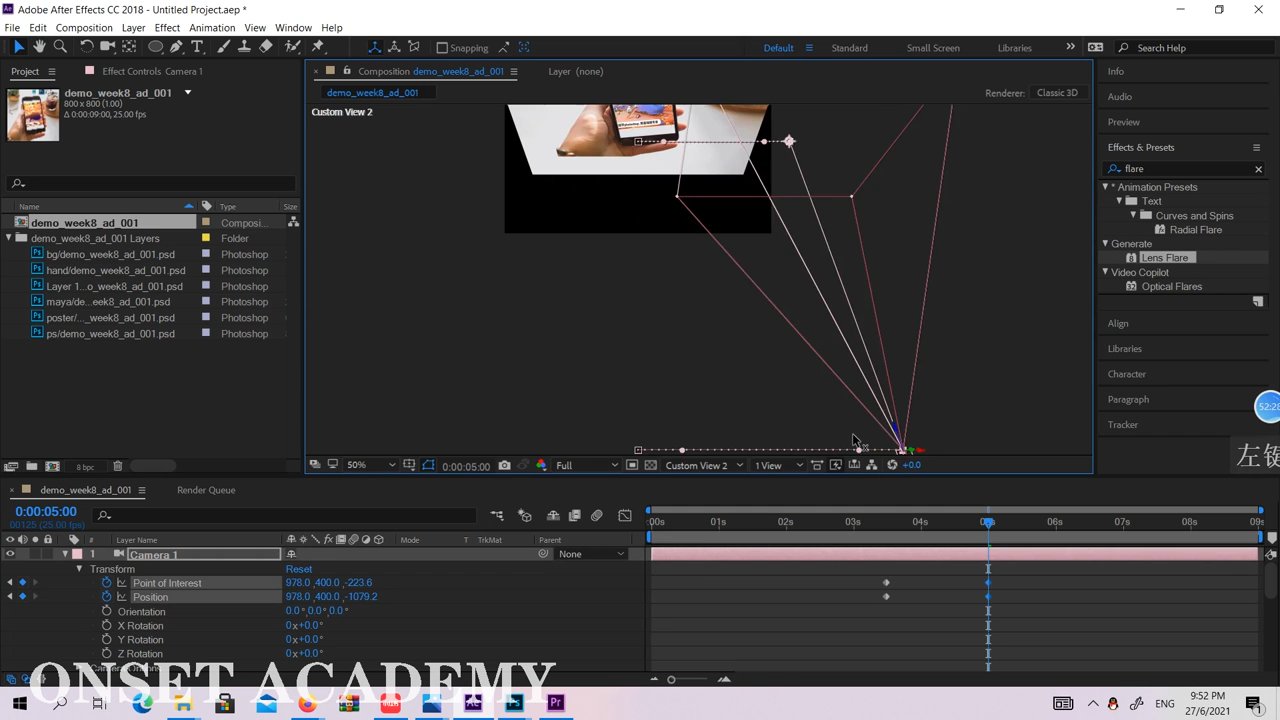 Adobe After Effects CC 2018 - Untitled Project.aep *
File Edit Composition Layer Effect Animation View Window Help
Snapping Default Standard Small Screen Libraries Search Help
Project Effect Controls Camera 1
Composition demo_week8_ad_001
Layer (none)
Info
demo_week8_ad_001
800 x 800 (1.00)
Δ 0:00:09:00, 25.00 fps
demo_week8_ad_001
Renderer: Classic 3D
Custom View 2
Audio
Preview
Effects & Presets
flare
* Animation Presets
Text
Curves and Spins
Radial Flare
Generate
Lens Flare
Video Copilot
Optical Flares
Align
Libraries
Character
Paragraph
Tracker
Name Type Size
demo_week8_ad_001 Composi...
demo_week8_ad_001 Layers Folder
bg/demo_week8_ad_001.psd Photoshop
hand/demo_week8_ad_001.psd Photoshop
Layer 1...o_week8_ad_001.psd Photoshop
maya/de...eek8_ad_001.psd Photoshop
poster/..._week8_ad_001.psd Photoshop
ps/demo_week8_ad_001.psd Photoshop
52:28
左键
8 bpc
50% 0:00:05:00 Full Custom View 2 1 View +0.0
demo_week8_ad_001 Render Queue
0:00:05:00
00125 (25.00 fps)
:00s 01s 02s 03s 04s 05s 06s 07s 08s 09s
# Layer Name Mode T TrkMat Parent
1 Camera 1 None
Transform Reset
Point of Interest 978.0,400.0,-223.6
Position 978.0,400.0,-1079.2
Orientation 0.0°,0.0°,0.0°
X Rotation 0x+0.0°
Y Rotation 0x+0.0°
Z Rotation 0x+0.0°
ONSET ACADEMY
Ae Ps Pr
ENG
9:52 PM
27/6/2021